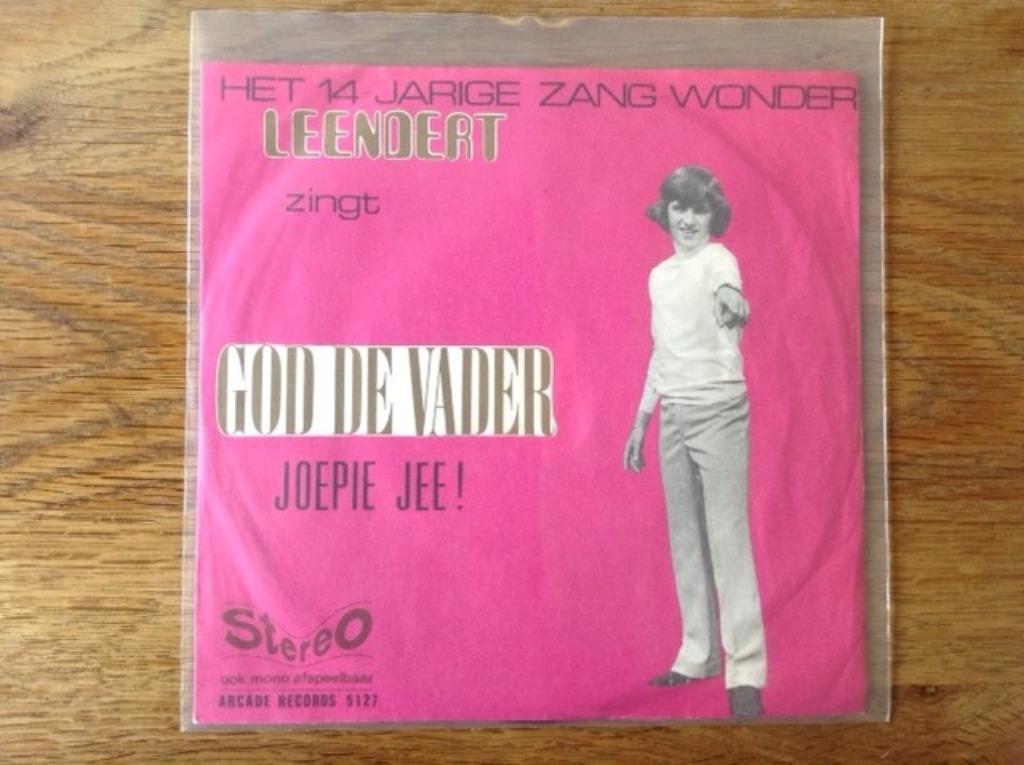 HET 14 JARIGE ZANG WONDER
LEENDERT
zingt
GOD DE VADER
JOEPIE JEE!
Stereo
ook mono afspeelbaar
ARCADE RECORDS 5127